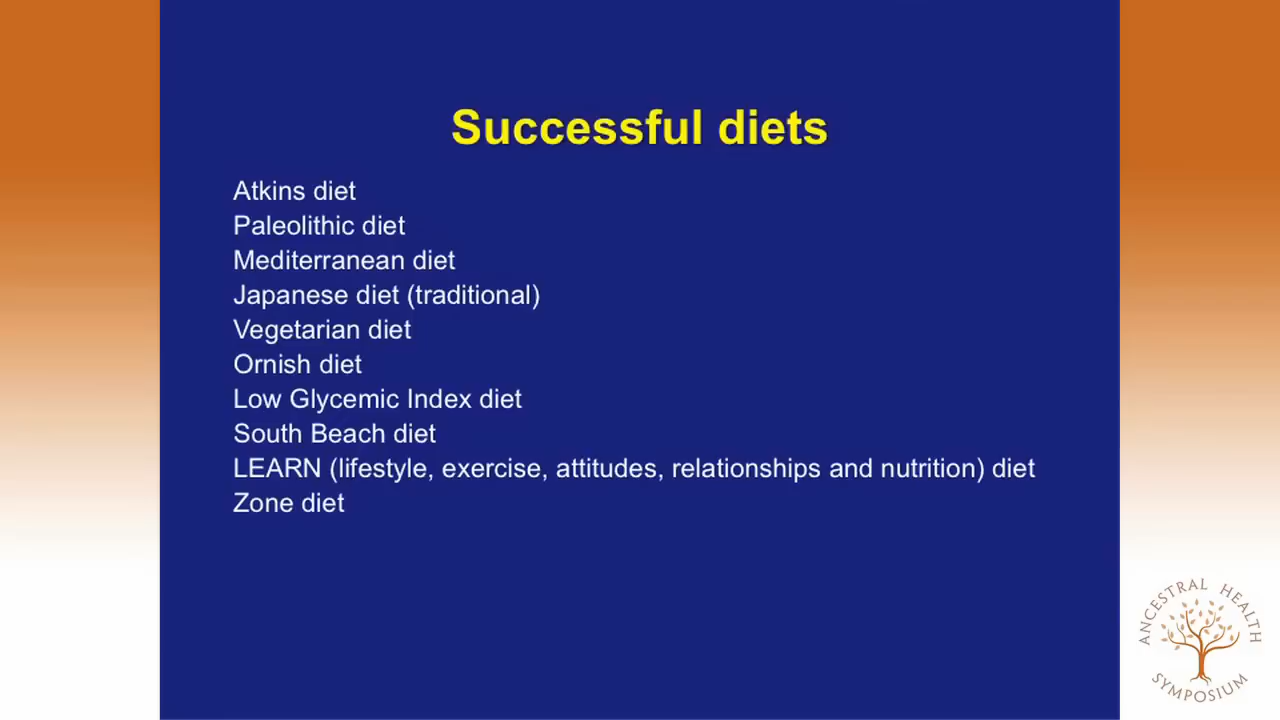 Successful diets
Atkins diet
Paleolithic diet
Mediterranean diet
Japanese diet (traditional)
Vegetarian diet
Ornish diet
Low Glycemic Index diet
South Beach diet
LEARN (lifestyle, exercise, attitudes, relationships and nutrition) diet
Zone diet
ANCESTRAL HEALTH
SYMPOSIUM